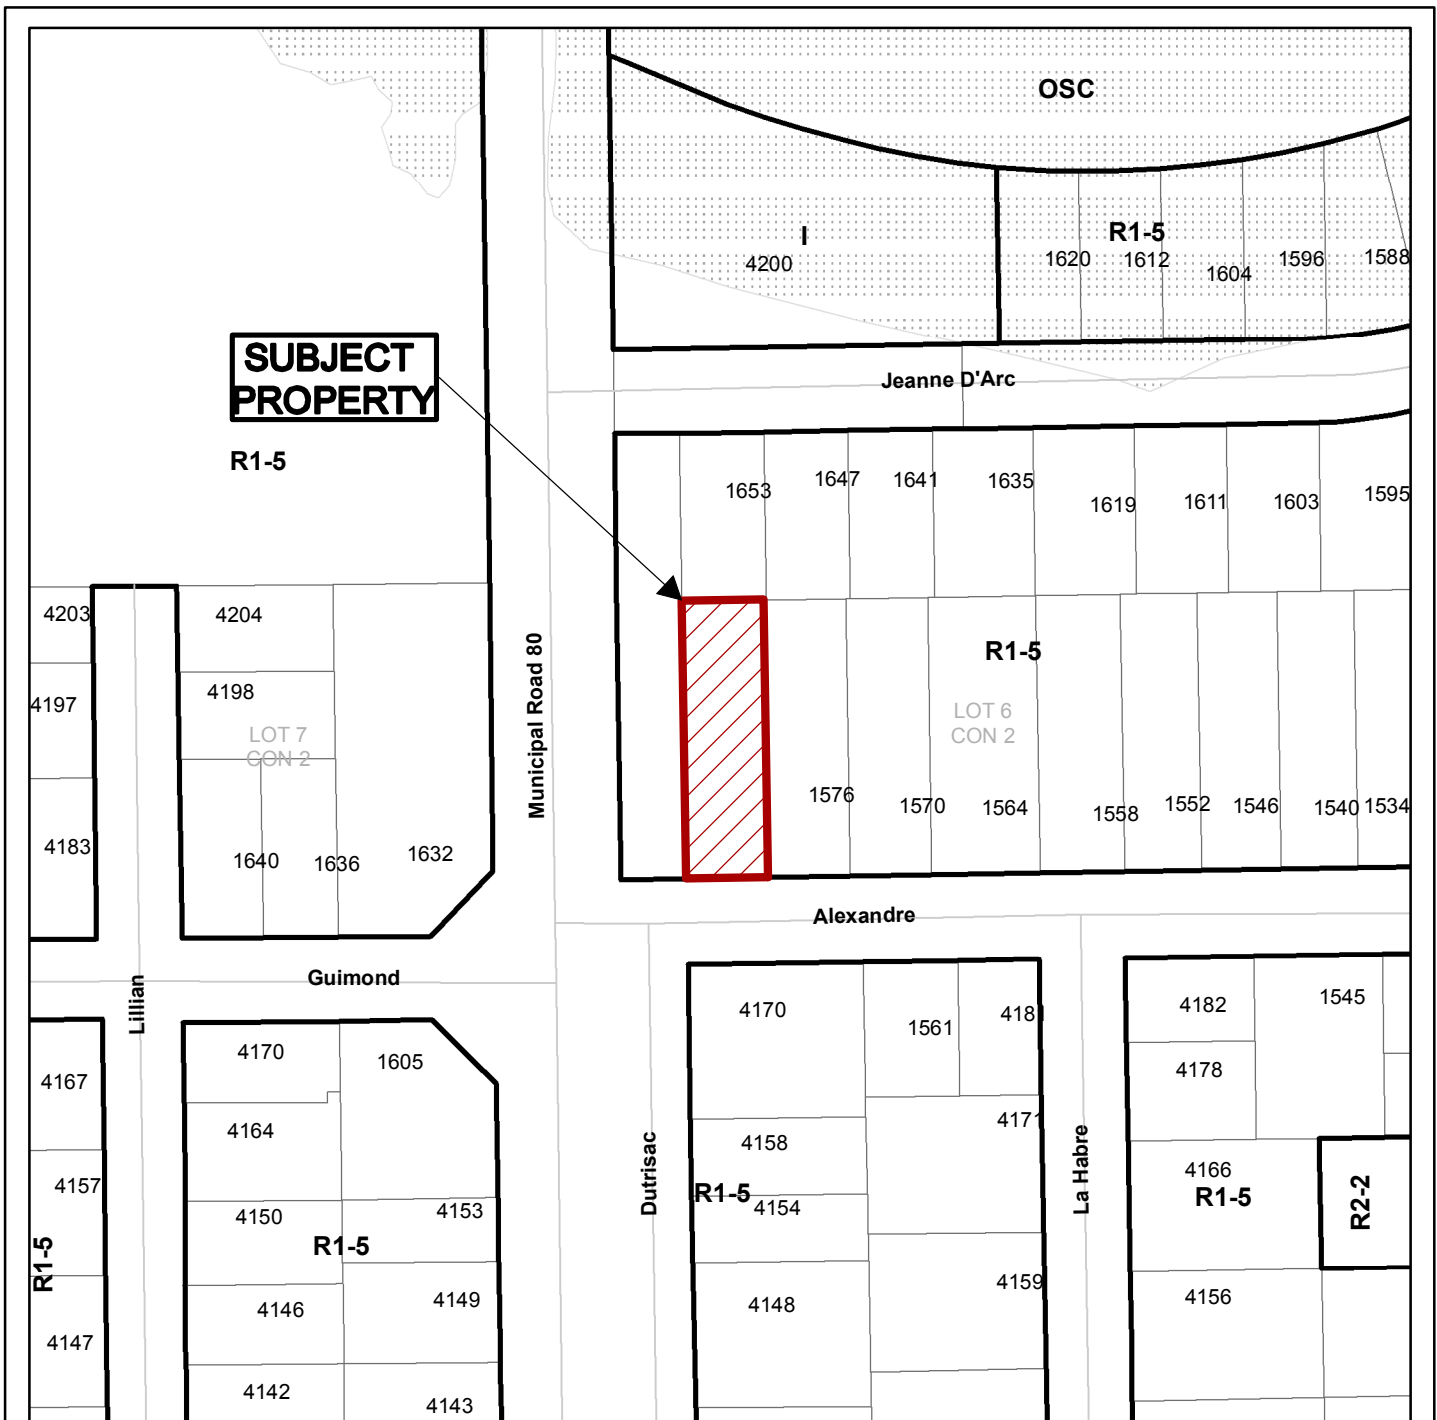 OSC
I
4200
R1-5
1620
1612
1604
1596
1588
SUBJECT
PROPERTY
Jeanne D'Arc
R1-5
1653
1647
1641
1635
1619
1611
1603
1595
4203
4204
4197
4198
LOT 7
CON 2
4183
1640
1636
1632
Municipal Road 80
R1-5
LOT 6
CON 2
1576
1570
1564
1558
1552
1546
1540
1534
Alexandre
Guimond
Lillian
4170
1561
4181
4182
1545
4178
4167
4170
1605
4164
4158
4171
4166
R1-5
R2-2
4157
4150
4153
R1-5
R1-5
Dutrisac
R1-5
4154
La Habre
4146
4149
4148
4159
4156
4147
4142
4143